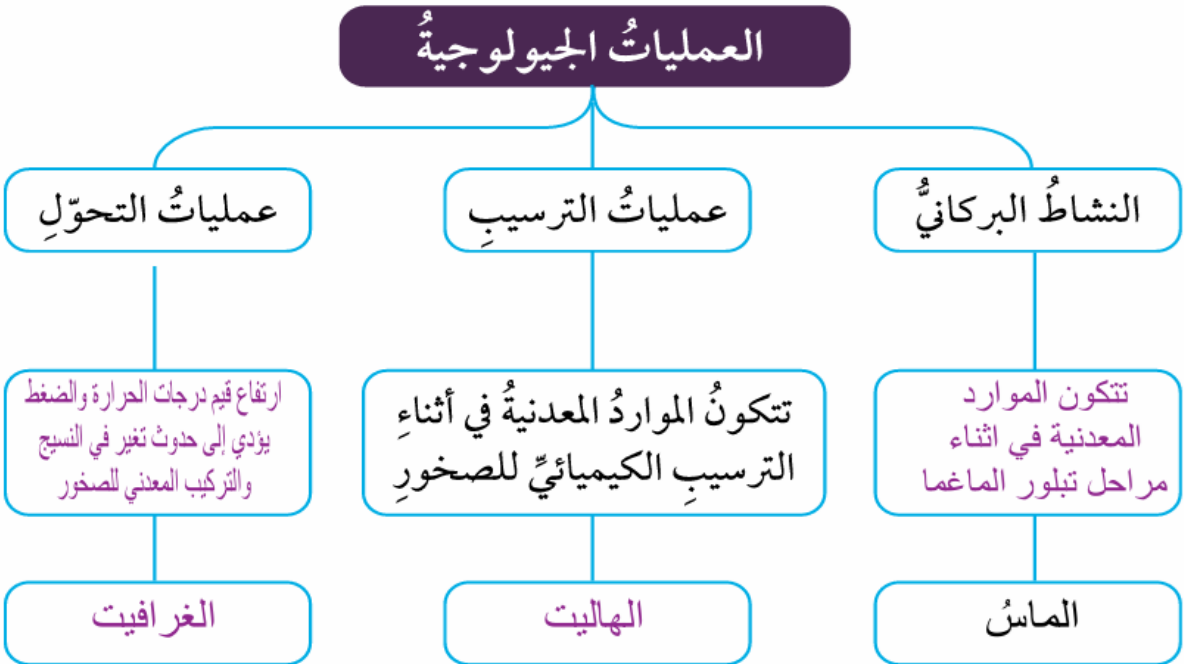 العملياتُ الجيولوجيةُ
النشاطُ البركانيُّ
عملياتُ الترسيبِ
عملياتُ التحوّلِ
تتكون الموارد
المعدنية في اثناء
مراحل تبلور الماغما
تتكونُ المواردُ المعدنيةُ في أثناءِ
الترسيبِ الكيميائيِّ للصخورِ
ارتفاع قيم درجات الحرارة والضغط
يؤدي إلى حدوث تغير في النسيج
والتركيب المعدني للصخور
الماسُ
الهاليت
الغرافيت